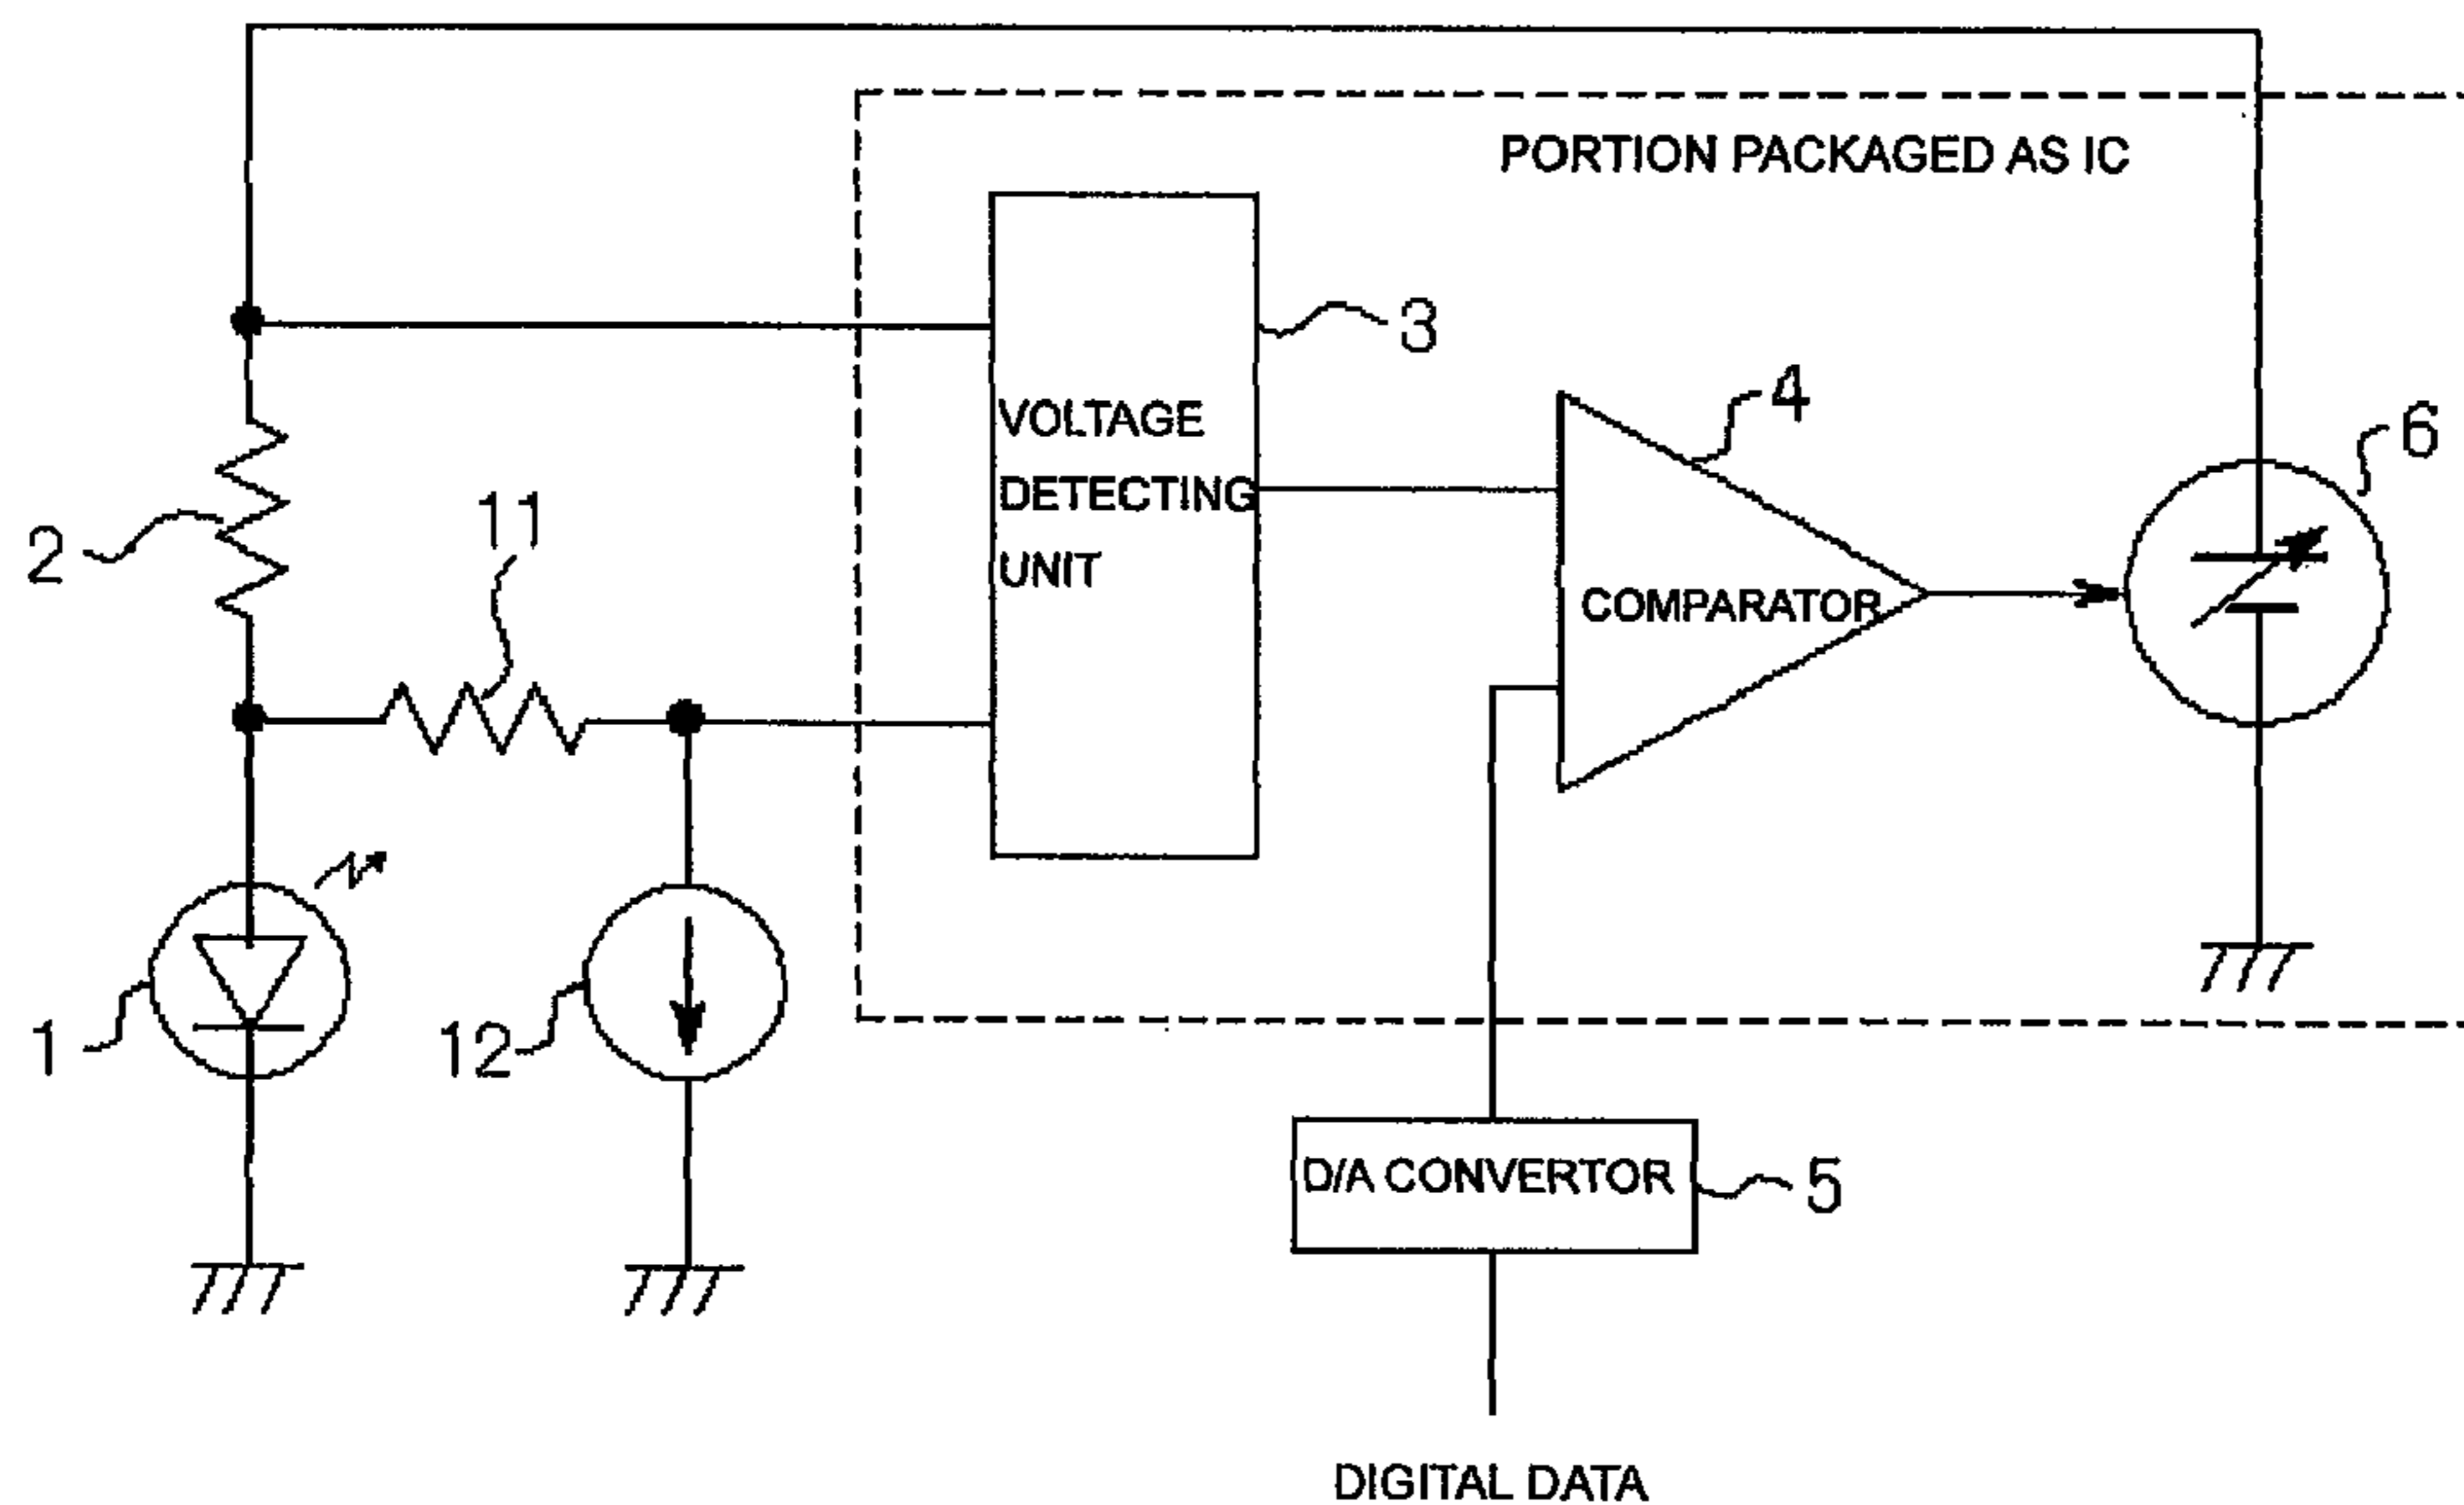 PORTION PACKAGED AS IC
3
VOLTAGE
DETECTING
UNIT
4
6
COMPARATOR
2
11
1
12
D/A CONVERTOR
5
DIGITAL DATA